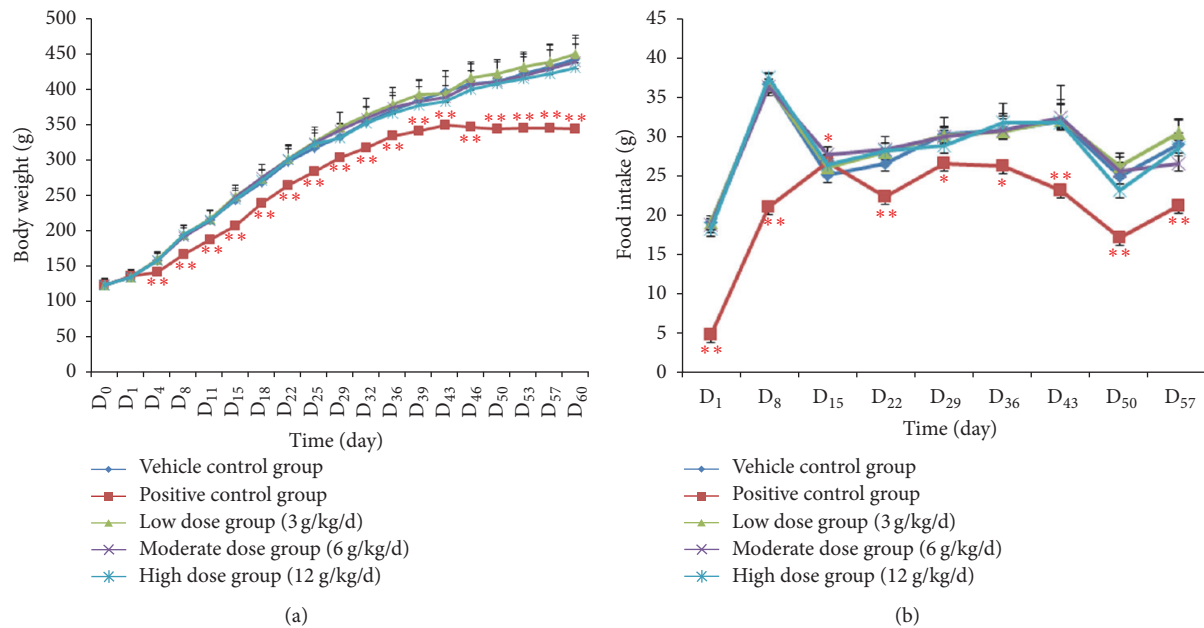 500
450
400
350
300
250
200
150
100
50
0
Body weight (g)
** ** ** ** ** ** ** ** ** ** ** ** ** ** ** ** **
D0 D1 D4 D8 D11 D15 D18 D22 D25 D29 D32 D36 D39 D43 D46 D50 D53 D57 D60
Time (day)
Vehicle control group
Positive control group
Low dose group (3 g/kg/d)
Moderate dose group (6 g/kg/d)
High dose group (12 g/kg/d)
(a)
45
40
35
30
25
20
15
10
5
0
Food intake (g)
** ** * ** * * ** ** **
D1 D8 D15 D22 D29 D36 D43 D50 D57
Time (day)
Vehicle control group
Positive control group
Low dose group (3 g/kg/d)
Moderate dose group (6 g/kg/d)
High dose group (12 g/kg/d)
(b)